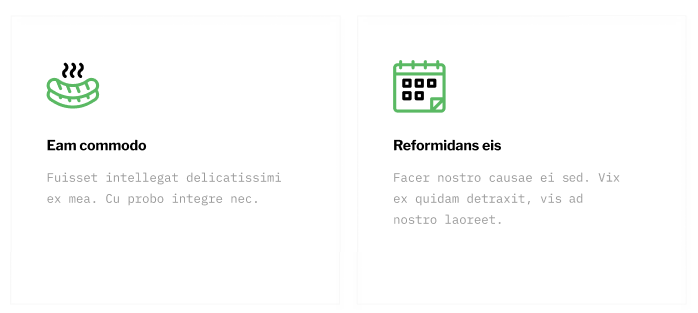 Eam commodo
Fuisset intellegat delicatissimi
ex mea. Cu probo integre nec.
Reformidans eis
Facer nostro causae ei sed. Vix
ex quidam detraxit, vis ad
nostro laoreet.